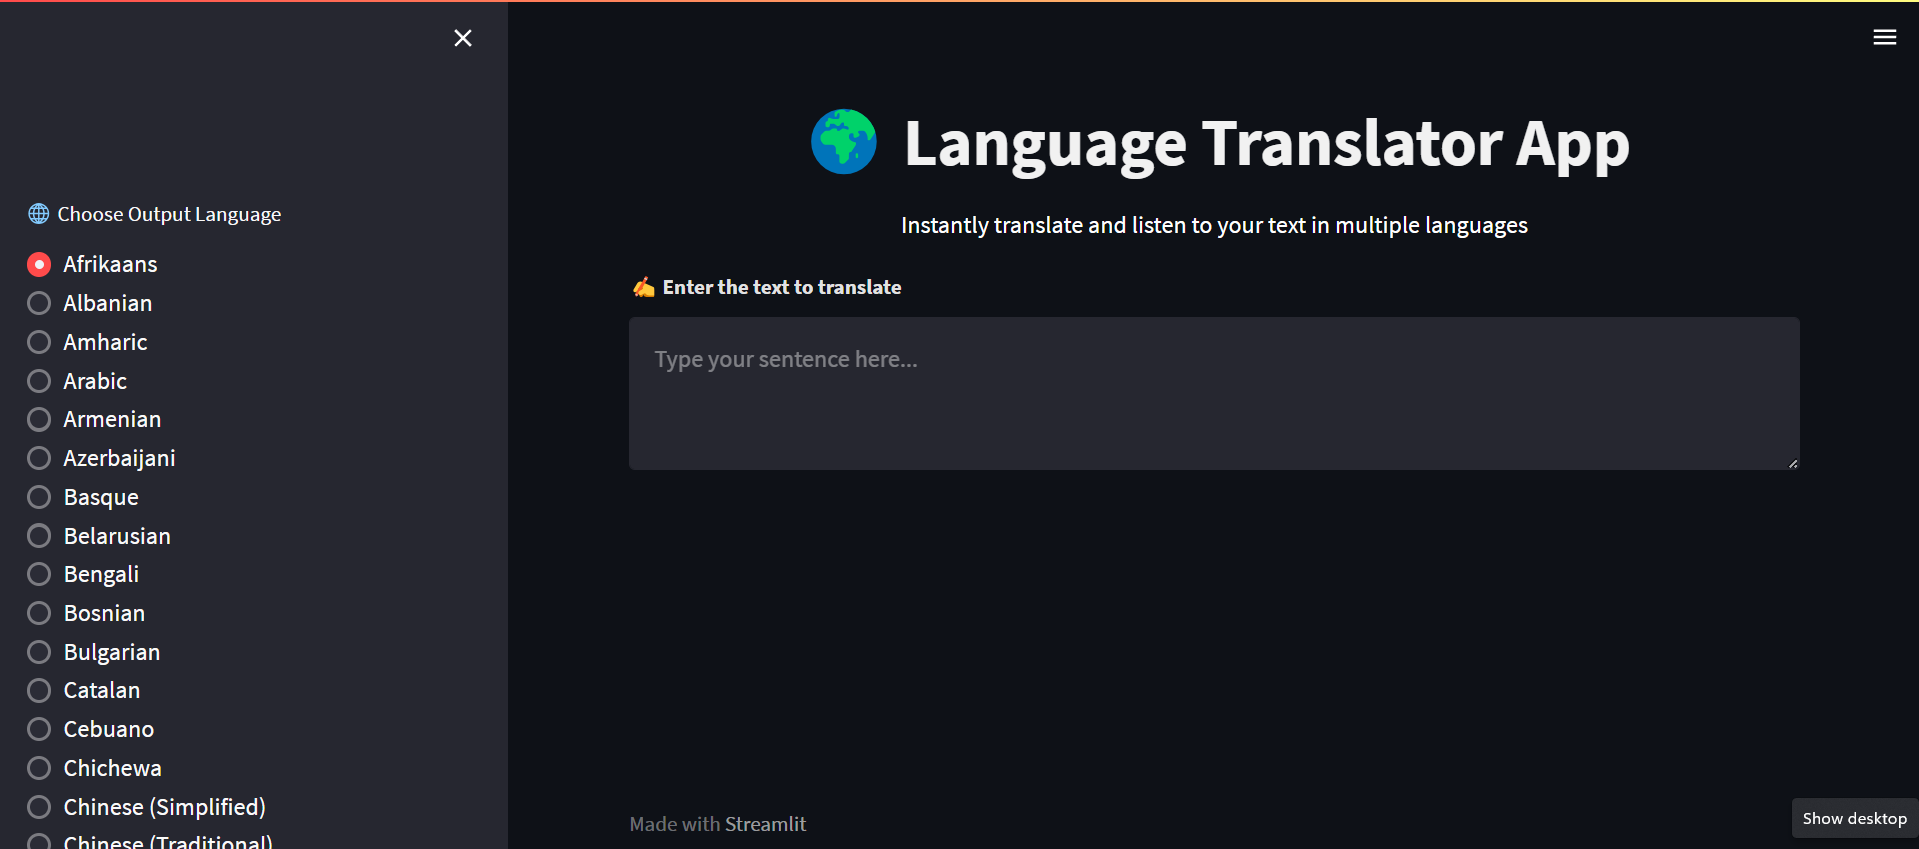 🌐 Choose Output Language
Afrikaans
Albanian
Amharic
Arabic
Armenian
Azerbaijani
Basque
Belarusian
Bengali
Bosnian
Bulgarian
Catalan
Cebuano
Chichewa
Chinese (Simplified)
Chinese (Traditional)
🌍 Language Translator App
Instantly translate and listen to your text in multiple languages
✍️ Enter the text to translate
Type your sentence here...
Made with Streamlit
Show desktop